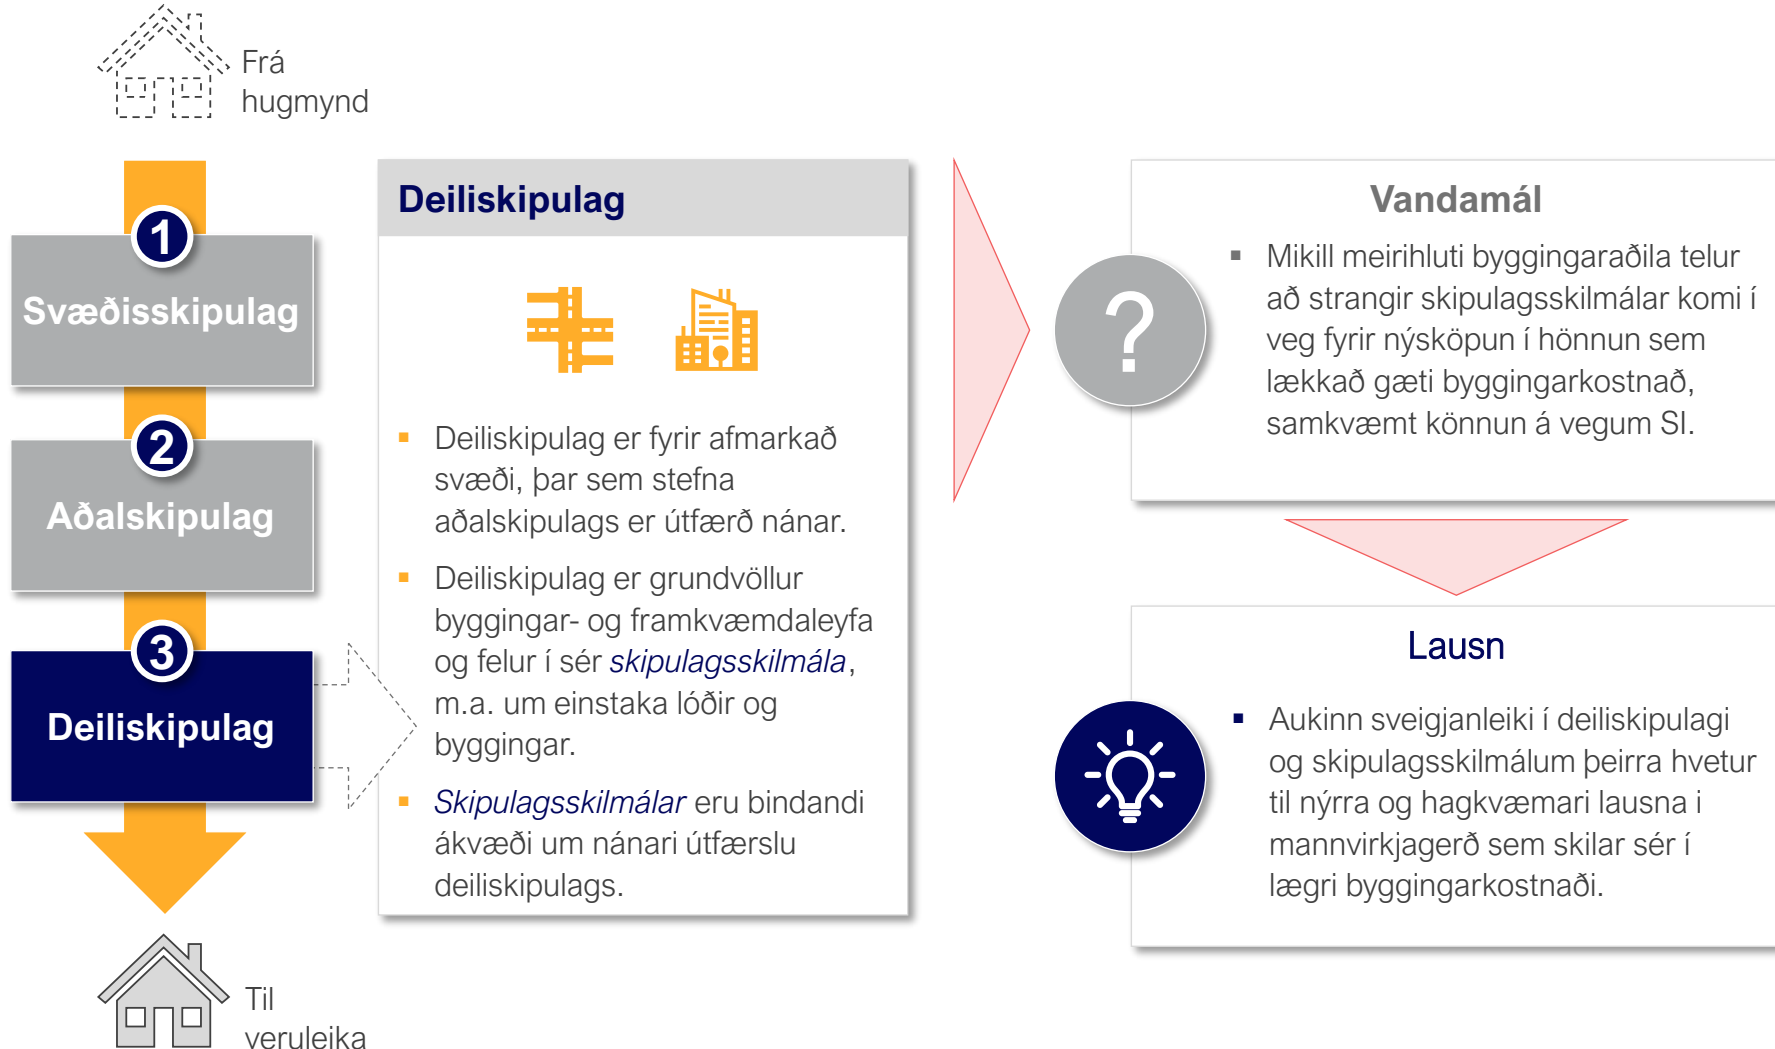 Frá
hugmynd
1
Svæðisskipulag
2
Aðalskipulag
3
Deiliskipulag
Til
veruleika
Deiliskipulag
▪ Deiliskipulag er fyrir afmarkað
svæði, þar sem stefna
aðalskipulags er útfærð nánar.
▪ Deiliskipulag er grundvöllur
byggingar- og framkvæmdaleyfa
og felur í sér skipulagsskilmála,
m.a. um einstaka lóðir og
byggingar.
▪ Skipulagsskilmálar eru bindandi
ákvæði um nánari útfærslu
deiliskipulags.
Vandamál
?
▪ Mikill meirihluti byggingaraðila telur
að strangir skipulagsskilmálar komi í
veg fyrir nýsköpun í hönnun sem
lækkað gæti byggingarkostnað,
samkvæmt könnun á vegum SI.
Lausn
▪ Aukinn sveigjanleiki í deiliskipulagi
og skipulagsskilmálum þeirra hvetur
til nýrra og hagkvæmari lausna i
mannvirkjagerð sem skilar sér í
lægri byggingarkostnaði.